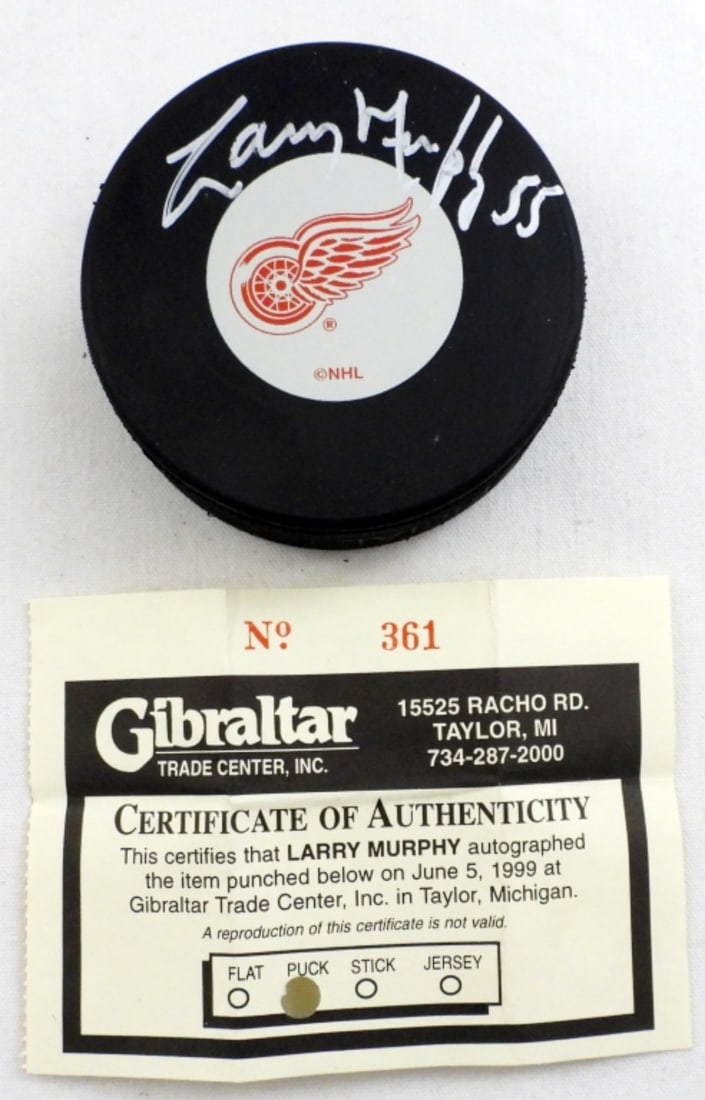 Larry Murphy 55
®
©NHL
Nº 361
Gibraltar
TRADE CENTER, INC.
15525 RACHO RD.
TAYLOR, MI
734-287-2000
CERTIFICATE OF AUTHENTICITY
This certifies that LARRY MURPHY autographed
the item punched below on June 5, 1999 at
Gibraltar Trade Center, Inc. in Taylor, Michigan.
A reproduction of this certificate is not valid.
FLAT PUCK STICK JERSEY